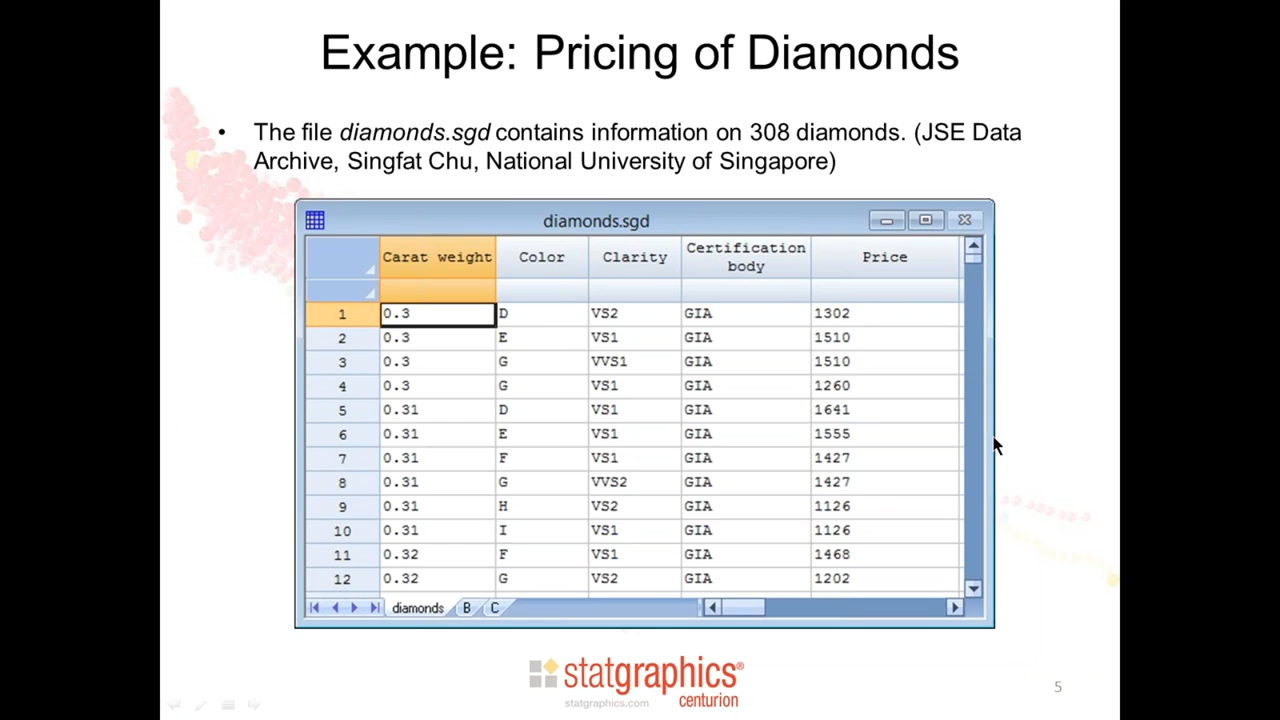 Example: Pricing of Diamonds
• The file diamonds.sgd contains information on 308 diamonds. (JSE Data
Archive, Singfat Chu, National University of Singapore)
diamonds.sgd
Carat weight Color Clarity Certification body Price
1 0.3 D VS2 GIA 1302
2 0.3 E VS1 GIA 1510
3 0.3 G VVS1 GIA 1510
4 0.3 G VS1 GIA 1260
5 0.31 D VS1 GIA 1641
6 0.31 E VS1 GIA 1555
7 0.31 F VS1 GIA 1427
8 0.31 G VVS2 GIA 1427
9 0.31 H VS2 GIA 1126
10 0.31 I VS1 GIA 1126
11 0.32 F VS1 GIA 1468
12 0.32 G VS2 GIA 1202
diamonds B C
statgraphics®
centurion
statgraphics.com
5